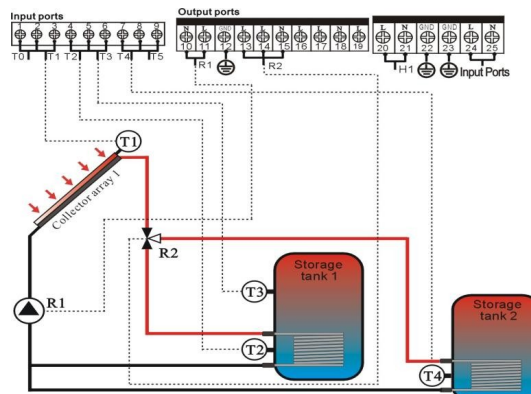 Input ports
1 2 3 4 5 6 7 8 9
T0 T1 T2 T3 T4 T5
Output ports
L N GND L L N L L N L
10 11 12 13 14 15 16 17 18 19
R1 R2
L N GND GND L N
20 21 22 23 24 25
H1 Input Ports
T1
Collector array 1
R2
R1
Storage
tank 1
T3
T2
Storage
tank 2
T4